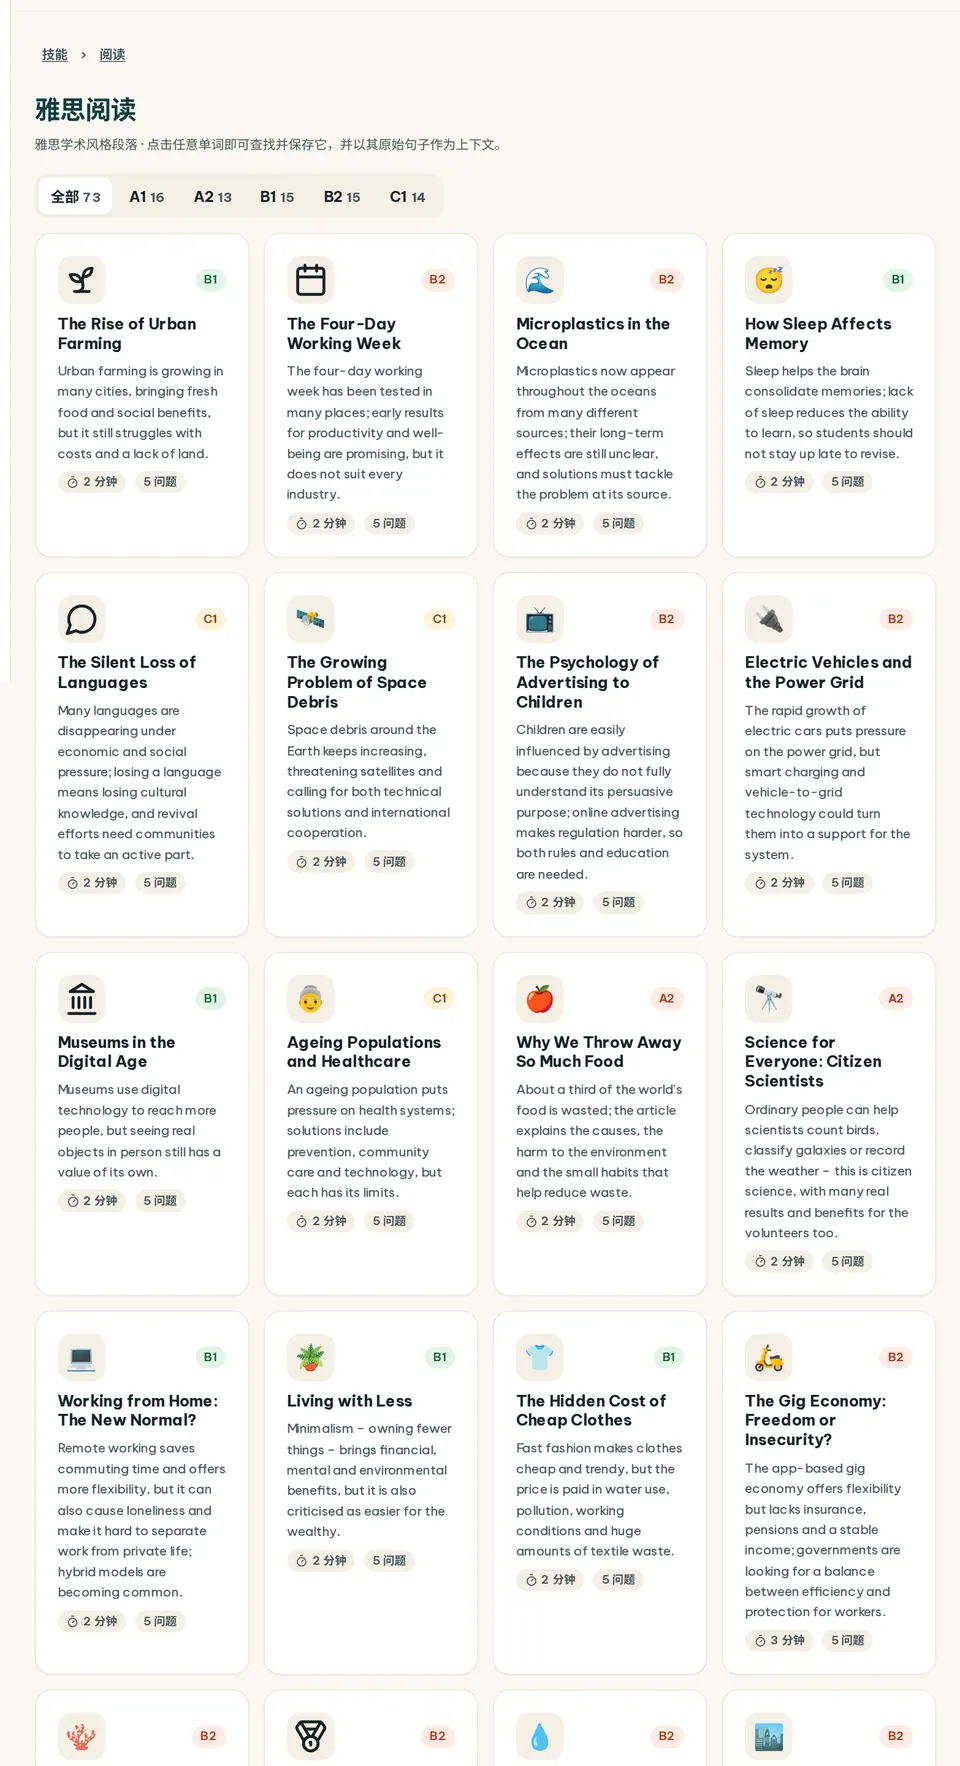 技能 › 阅读
雅思阅读
雅思学术风格段落 · 点击任意单词即可查找并保存它，并以其原始句子作为上下文。
全部 73 A1 16 A2 13 B1 15 B2 15 C1 14
B1
The Rise of Urban
Farming
Urban farming is growing in
many cities, bringing fresh
food and social benefits,
but it still struggles with
costs and a lack of land.
2 分钟 5 问题
B2
The Four-Day
Working Week
The four-day working
week has been tested in
many places; early results
for productivity and well-
being are promising, but it
does not suit every
industry.
2 分钟 5 问题
B2
Microplastics in the
Ocean
Microplastics now appear
throughout the oceans
from many different
sources; their long-term
effects are still unclear,
and solutions must tackle
the problem at its source.
2 分钟 5 问题
B1
How Sleep Affects
Memory
Sleep helps the brain
consolidate memories; lack
of sleep reduces the ability
to learn, so students should
not stay up late to revise.
2 分钟 5 问题
C1
The Silent Loss of
Languages
Many languages are
disappearing under
economic and social
pressure; losing a language
means losing cultural
knowledge, and revival
efforts need communities
to take an active part.
2 分钟 5 问题
C1
The Growing
Problem of Space
Debris
Space debris around the
Earth keeps increasing,
threatening satellites and
calling for both technical
solutions and international
cooperation.
2 分钟 5 问题
B2
The Psychology of
Advertising to
Children
Children are easily
influenced by advertising
because they do not fully
understand its persuasive
purpose; online advertising
makes regulation harder, so
both rules and education
are needed.
2 分钟 5 问题
B2
Electric Vehicles and
the Power Grid
The rapid growth of
electric cars puts pressure
on the power grid, but
smart charging and
vehicle-to-grid
technology could turn
them into a support for the
system.
2 分钟 5 问题
B1
Museums in the
Digital Age
Museums use digital
technology to reach more
people, but seeing real
objects in person still has a
value of its own.
2 分钟 5 问题
C1
Ageing Populations
and Healthcare
An ageing population puts
pressure on health systems;
solutions include
prevention, community
care and technology, but
each has its limits.
2 分钟 5 问题
A2
Why We Throw Away
So Much Food
About a third of the world's
food is wasted; the article
explains the causes, the
harm to the environment
and the small habits that
help reduce waste.
2 分钟 5 问题
A2
Science for
Everyone: Citizen
Scientists
Ordinary people can help
scientists count birds,
classify galaxies or record
the weather – this is citizen
science, with many real
results and benefits for the
volunteers too.
2 分钟 5 问题
B1
Working from Home:
The New Normal?
Remote working saves
commuting time and offers
more flexibility, but it can
also cause loneliness and
make it hard to separate
work from private life;
hybrid models are
becoming common.
2 分钟 5 问题
B1
Living with Less
Minimalism – owning fewer
things – brings financial,
mental and environmental
benefits, but it is also
criticised as easier for the
wealthy.
2 分钟 5 问题
B1
The Hidden Cost of
Cheap Clothes
Fast fashion makes clothes
cheap and trendy, but the
price is paid in water use,
pollution, working
conditions and huge
amounts of textile waste.
2 分钟 5 问题
B2
The Gig Economy:
Freedom or
Insecurity?
The app-based gig
economy offers flexibility
but lacks insurance,
pensions and a stable
income; governments are
looking for a balance
between efficiency and
protection for workers.
3 分钟 5 问题
B2
B2
B2
B2